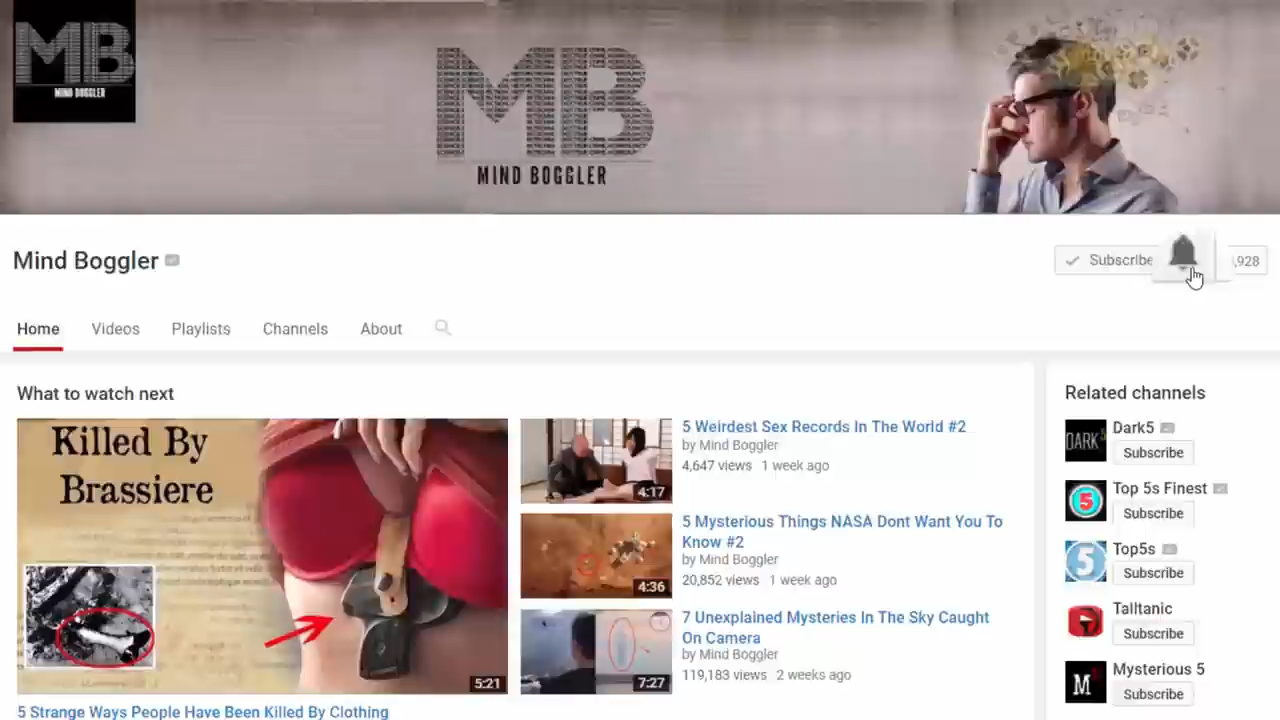 MB
MIND BOGGLER
MB
MIND BOGGLER
Mind Boggler
Subscribe
,928
Home
Videos
Playlists
Channels
About
What to watch next
Killed By
Brassiere
5:21
5 Strange Ways People Have Been Killed By Clothing
4:17
5 Weirdest Sex Records In The World #2
by Mind Boggler
4,647 views 1 week ago
4:36
5 Mysterious Things NASA Dont Want You To
Know #2
by Mind Boggler
20,852 views 1 week ago
7:27
7 Unexplained Mysteries In The Sky Caught
On Camera
by Mind Boggler
119,183 views 2 weeks ago
Related channels
DARK
Dark5
Subscribe
5
Top 5s Finest
Subscribe
5
Top5s
Subscribe
Talltanic
Subscribe
M
Mysterious 5
Subscribe